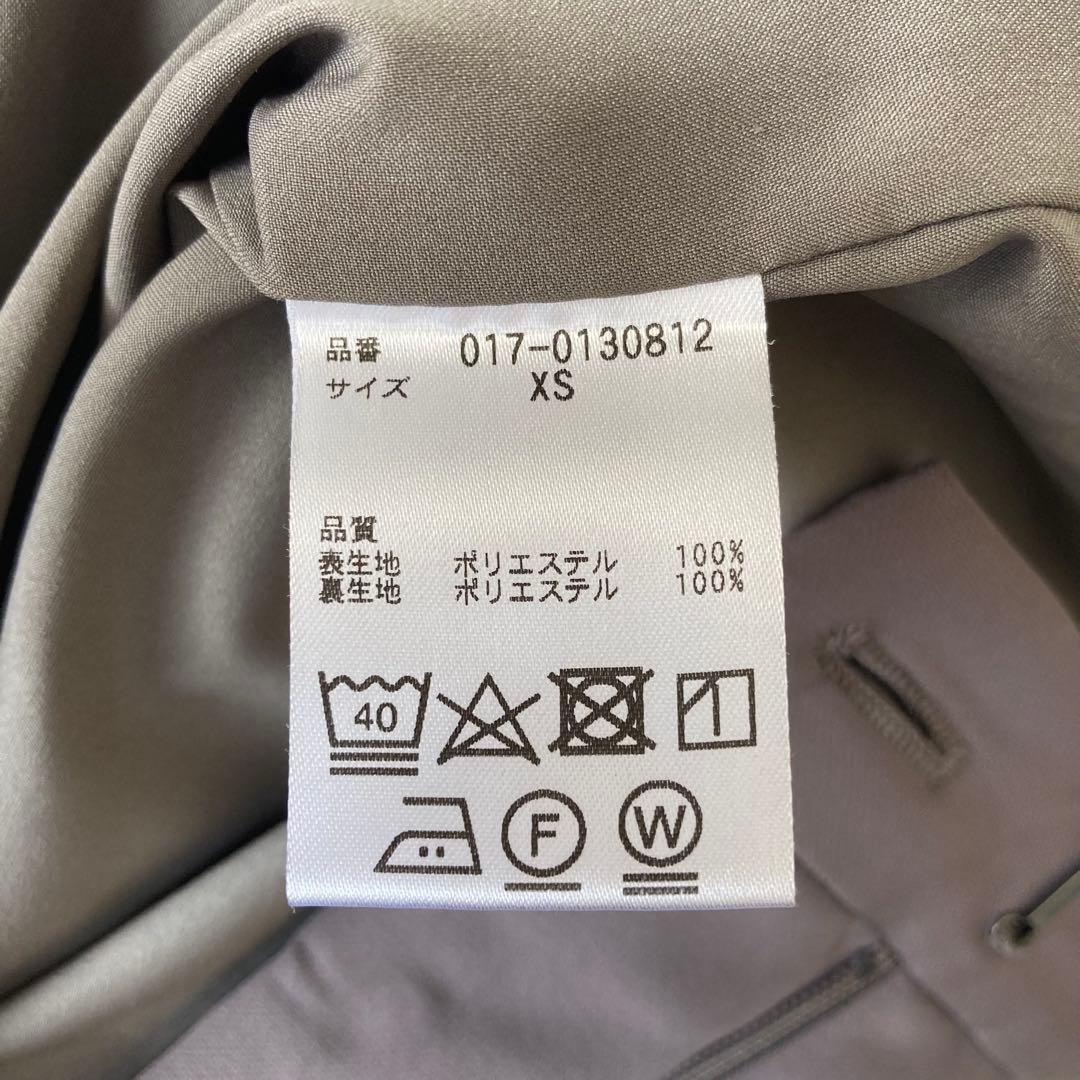 品番 017-0130812
サイズ XS
品質
表生地 ポリエステル 100%
裏生地 ポリエステル 100%
40
F W